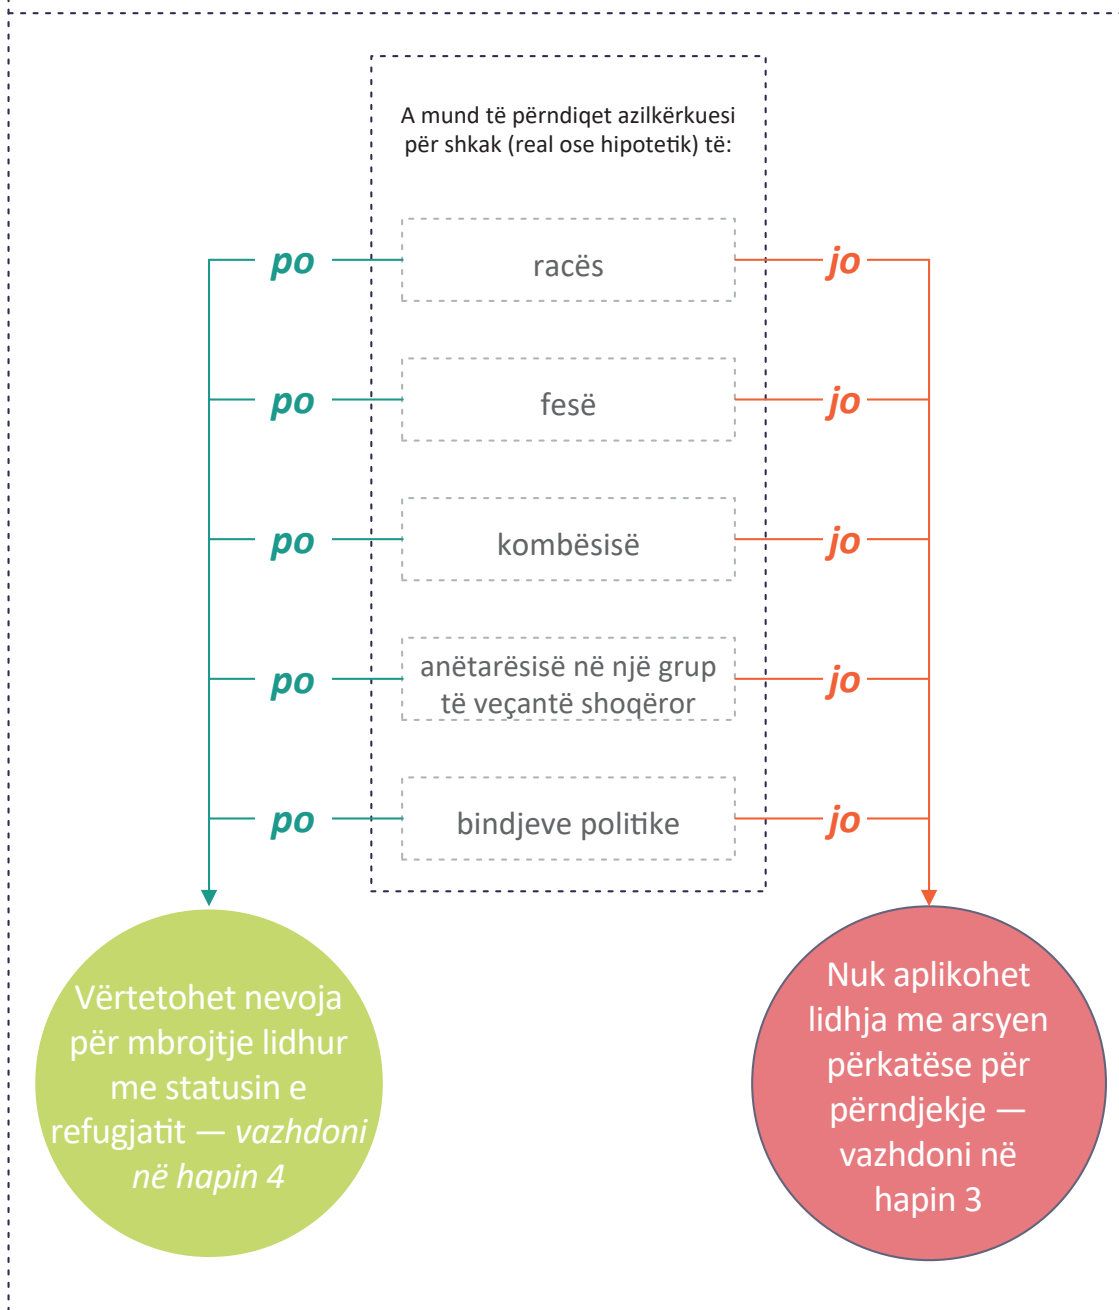 A mund të përndiqet azilkërkuesi
për shkak (real ose hipotetik) të:
po racës jo
po fesë jo
po kombësisë jo
anëtarësisë në një grup
po të veçantë shoqëror jo
po bindjeve politike jo
Vërtetohet nevoja
për mbrojtje lidhur
me statusin e
refugjatit — vazhdoni
në hapin 4
Nuk aplikohet
lidhja me arsyen
përkatëse për
përndjekje —
vazhdoni në
hapin 3